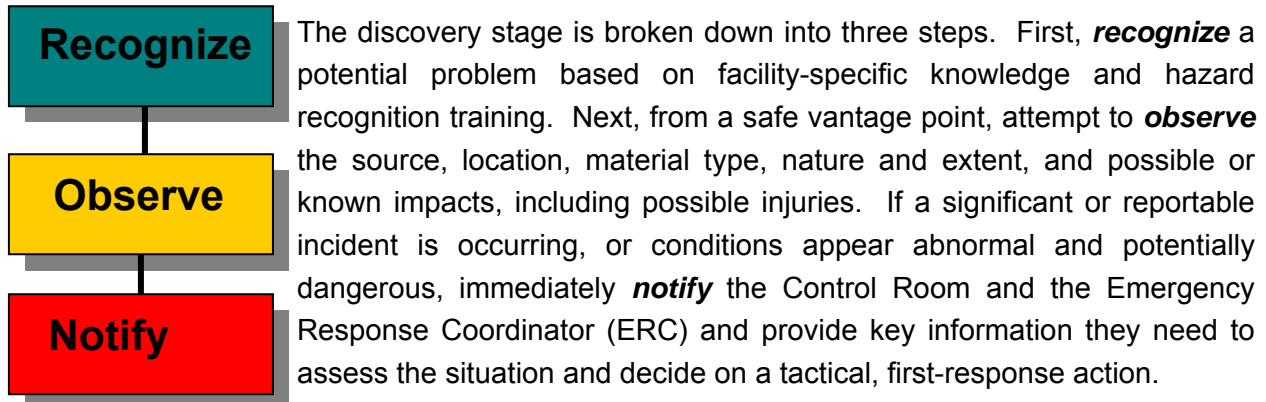 Recognize
Observe
Notify
The discovery stage is broken down into three steps. First, recognize a
potential problem based on facility-specific knowledge and hazard
recognition training. Next, from a safe vantage point, attempt to observe
the source, location, material type, nature and extent, and possible or
known impacts, including possible injuries. If a significant or reportable
incident is occurring, or conditions appear abnormal and potentially
dangerous, immediately notify the Control Room and the Emergency
Response Coordinator (ERC) and provide key information they need to
assess the situation and decide on a tactical, first-response action.